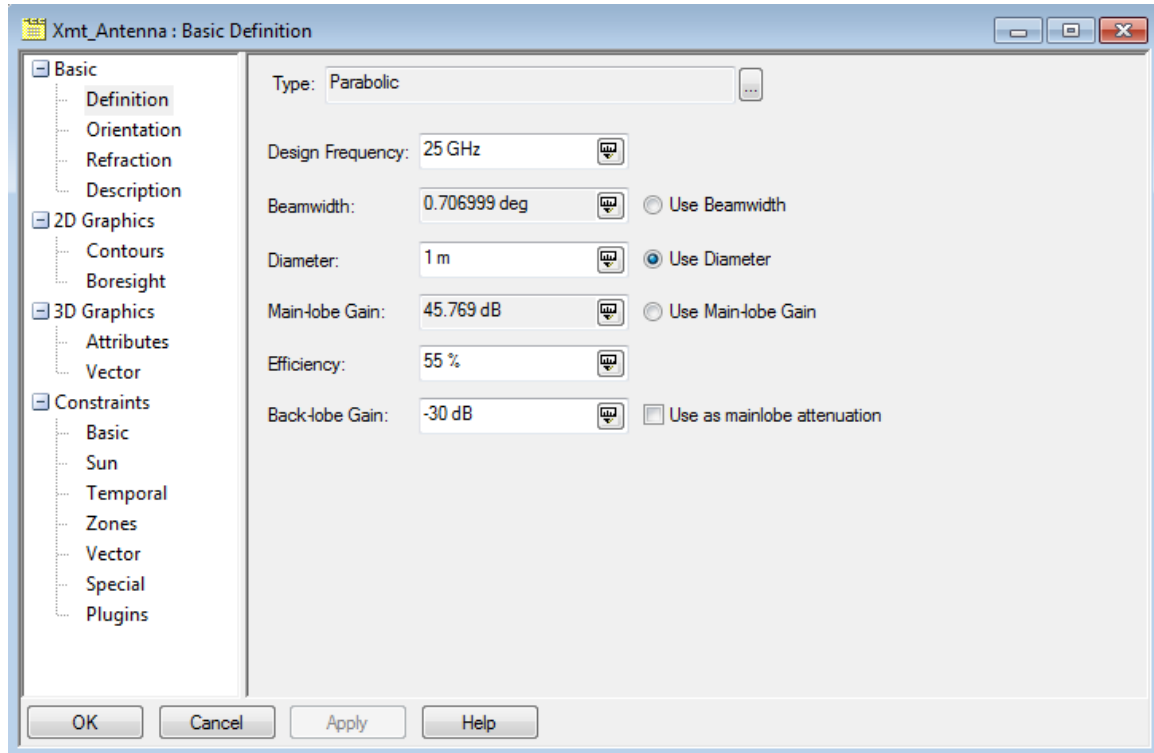 Xmt_Antenna : Basic Definition
Basic
Definition
Orientation
Refraction
Description
2D Graphics
Contours
Boresight
3D Graphics
Attributes
Vector
Constraints
Basic
Sun
Temporal
Zones
Vector
Special
Plugins
Type: Parabolic ...
Design Frequency: 25 GHz
Beamwidth: 0.706999 deg Use Beamwidth
Diameter: 1 m Use Diameter
Main-lobe Gain: 45.769 dB Use Main-lobe Gain
Efficiency: 55 %
Back-lobe Gain: -30 dB Use as mainlobe attenuation
OK Cancel Apply Help